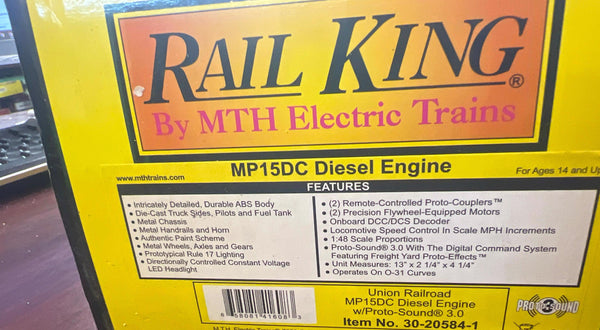 RAIL KING®
By MTH Electric Trains
www.mthtrains.com
MP15DC Diesel Engine
For Ages 14 and Up
FEATURES
• Intricately Detailed, Durable ABS Body
• Die-Cast Truck Sides, Pilots and Fuel Tank
• Metal Chassis
• Metal Handrails and Horn
• Authentic Paint Scheme
• Metal Wheels, Axles and Gears
• Prototypical Rule 17 Lighting
• Directionally Controlled Constant Voltage
LED Headlight
• (2) Remote-Controlled Proto-Couplers™
• (2) Precision Flywheel-Equipped Motors
• Onboard DCC/DCS Decoder
• Locomotive Speed Control In Scale MPH Increments
• 1:48 Scale Proportions
• Proto-Sound® 3.0 With The Digital Command System
Featuring Freight Yard Proto-Effects™
• Unit Measures: 13" x 2 1/4" x 4 1/4"
• Operates On O-31 Curves
58081 41608 3
Union Railroad
MP15DC Diesel Engine
w/Proto-Sound® 3.0
Item No. 30-20584-1
PROTO 3 SOUND
M.T.H. Electric